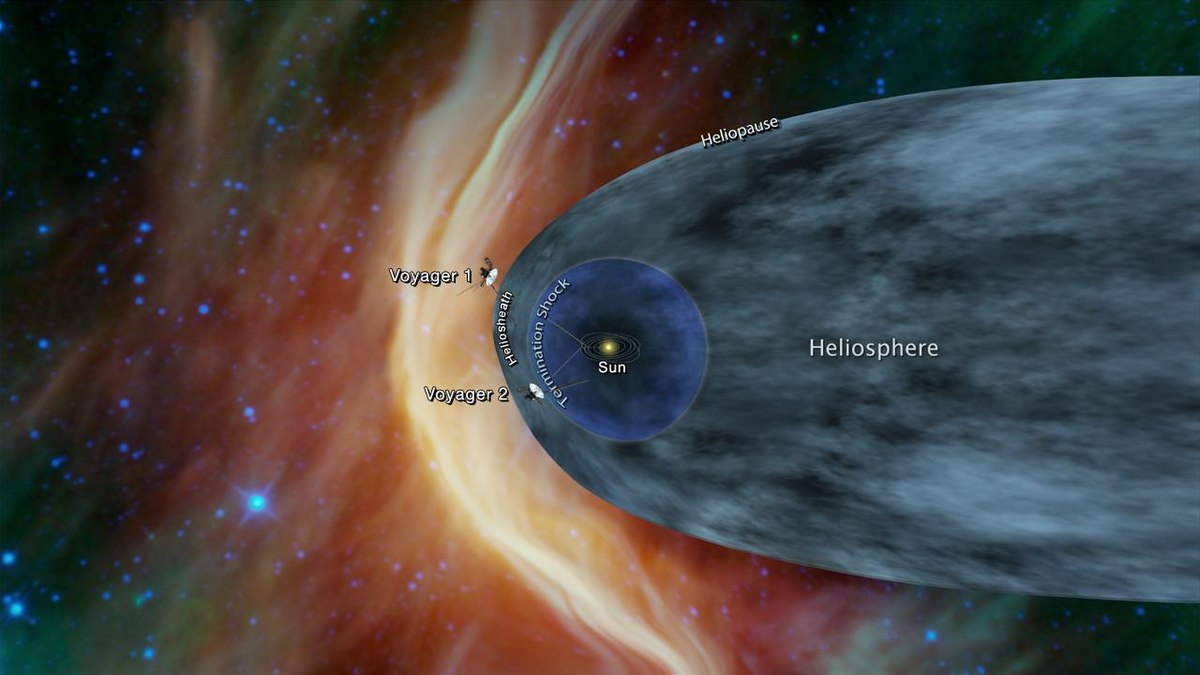 Heliopause
Voyager 1
Heliosheath
Termination Shock
Heliosphere
Sun
Voyager 2